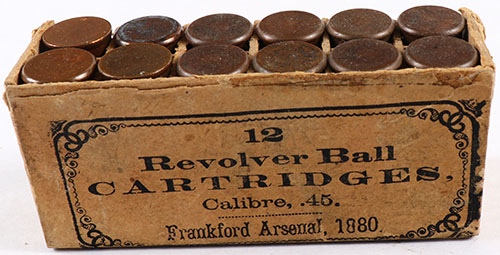 12
Revolver Ball
CARTRIDGES,
Calibre, .45.
Frankford Arsenal, 1880.